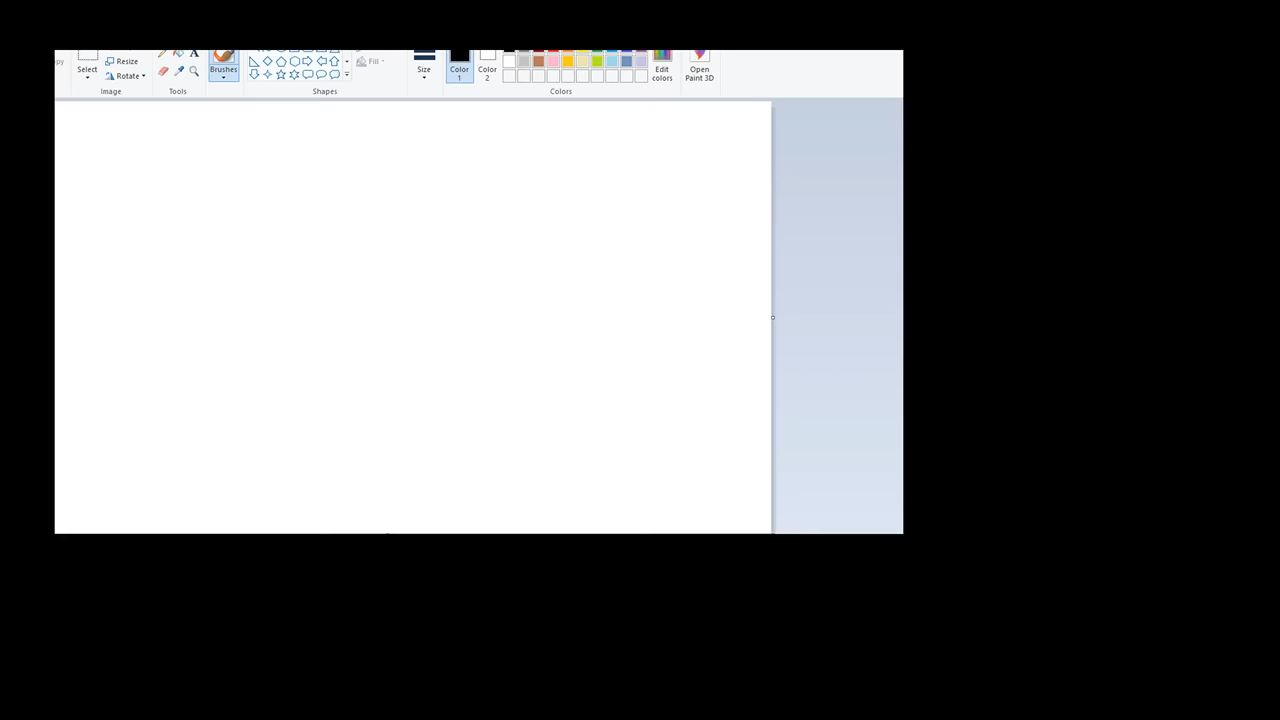 py
Select
Resize
Rotate
A
Image
Tools
Brushes
Shapes
Fill
Size
Color
1
Color
2
Edit
colors
Open
Paint 3D
Colors